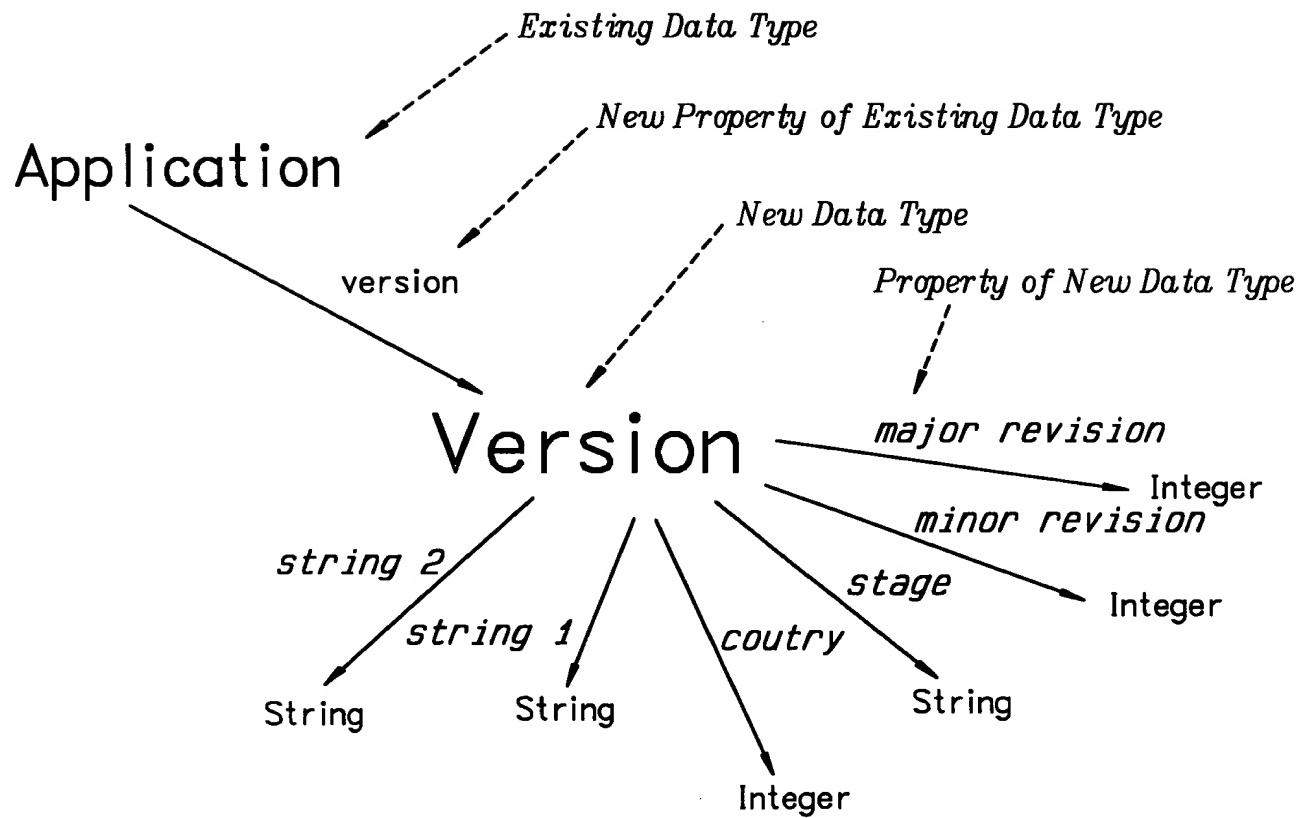 Existing Data Type
New Property of Existing Data Type
Application
New Data Type
version
Property of New Data Type
Version
major revision
Integer
minor revision
string 2
stage
Integer
string 1
coutry
String
String
String
Integer